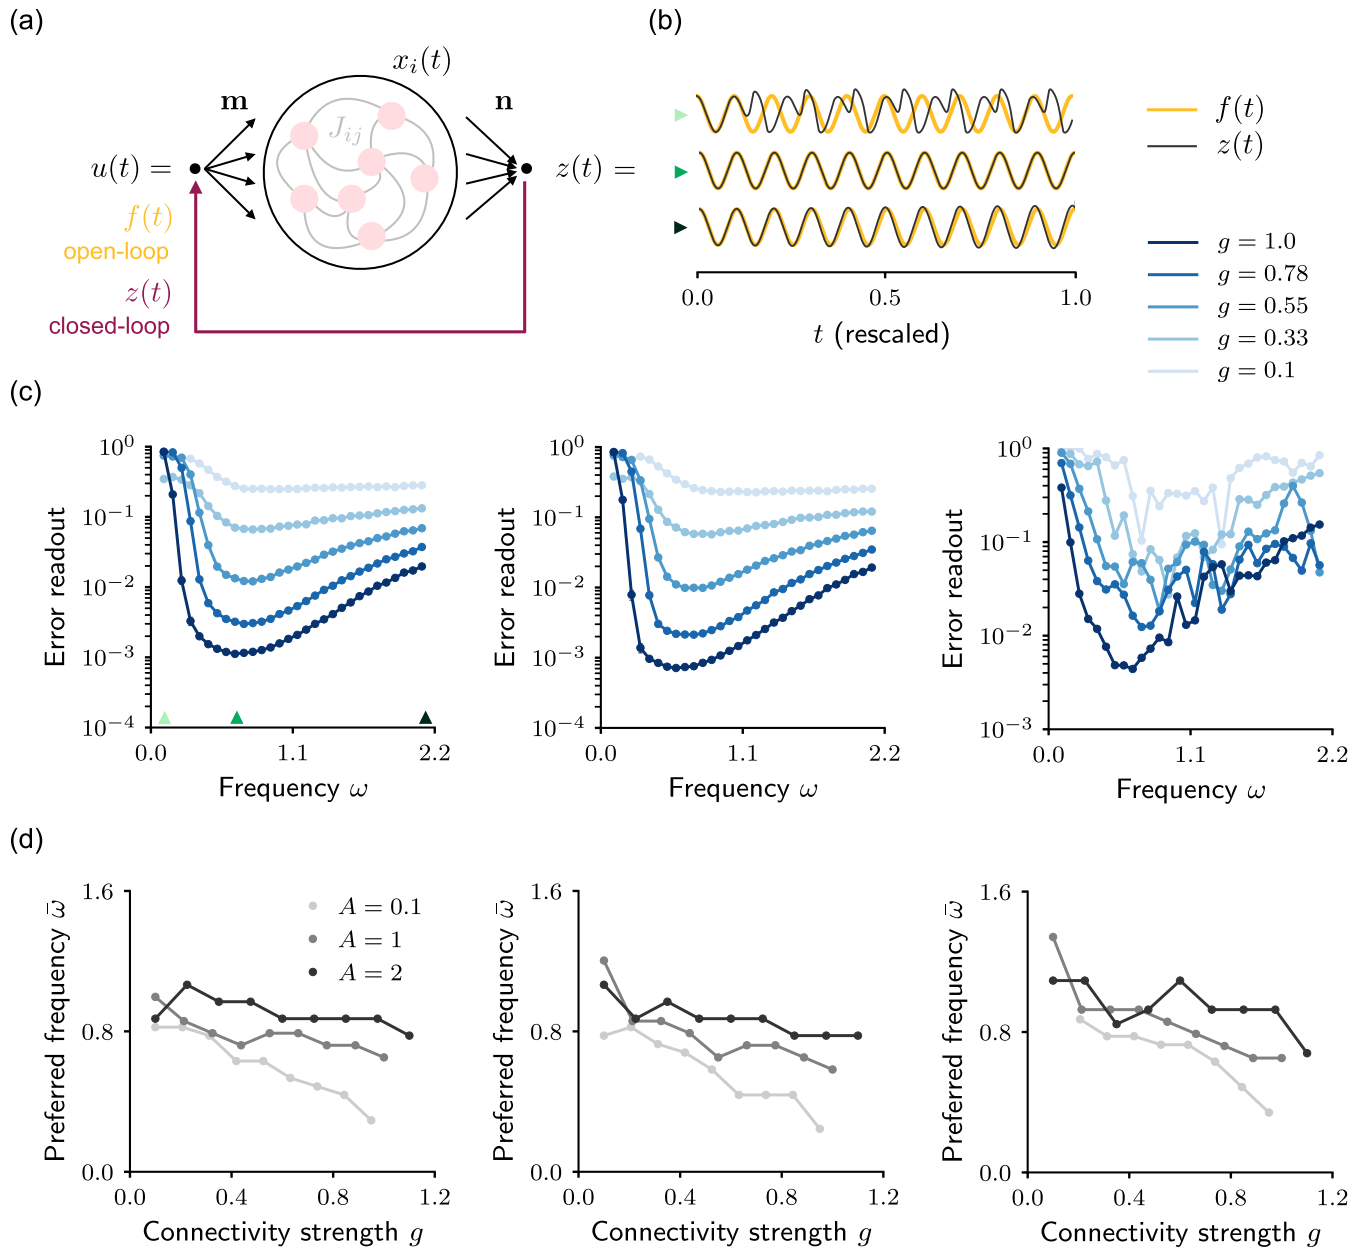 (a)
x_i(t)
m
n
J_ij
u(t) =
z(t) =
f(t)
open-loop
z(t)
closed-loop
(b)
f(t)
z(t)
0.0 0.5 1.0
t (rescaled)
g = 1.0
g = 0.78
g = 0.55
g = 0.33
g = 0.1
(c)
Error readout
10^0
10^−1
10^−2
10^−3
10^−4
0.0 1.1 2.2
Frequency ω
Error readout
10^0
10^−1
10^−2
10^−3
10^−4
0.0 1.1 2.2
Frequency ω
Error readout
10^0
10^−1
10^−2
10^−3
0.0 1.1 2.2
Frequency ω
(d)
Preferred frequency ω̄
1.6
0.8
0.0
A = 0.1
A = 1
A = 2
0.0 0.4 0.8 1.2
Connectivity strength g
Preferred frequency ω̄
1.6
0.8
0.0
0.0 0.4 0.8 1.2
Connectivity strength g
Preferred frequency ω̄
1.6
0.8
0.0
0.0 0.4 0.8 1.2
Connectivity strength g